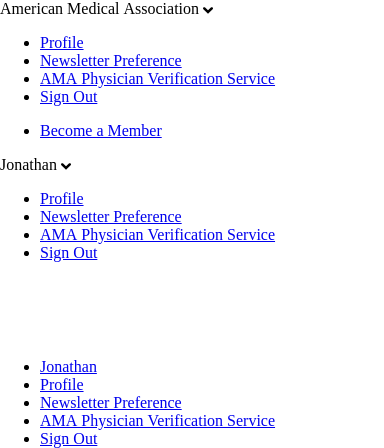 American Medical Association
Profile
Newsletter Preference
AMA Physician Verification Service
Sign Out
Become a Member
Jonathan
Profile
Newsletter Preference
AMA Physician Verification Service
Sign Out
Jonathan
Profile
Newsletter Preference
AMA Physician Verification Service
Sign Out